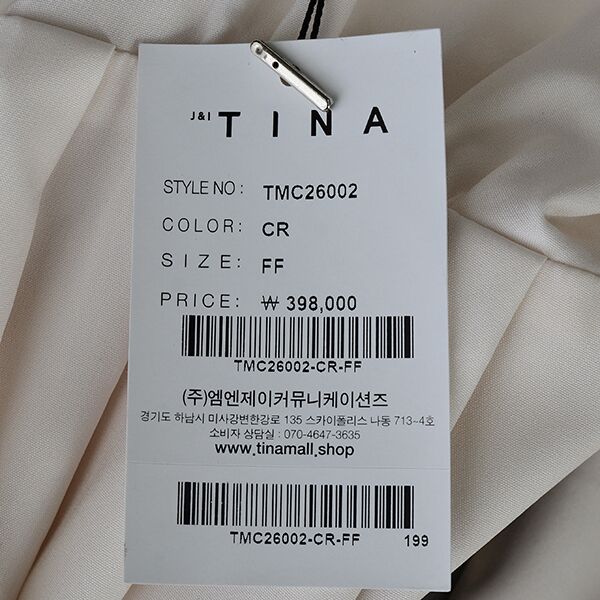 J&I TINA
STYLE NO : TMC26002
COLOR: CR
SIZE: FF
PRICE: ₩ 398,000
TMC26002-CR-FF
(주)엠엔제이커뮤니케이션즈
경기도 하남시 미사강변한강로 135 스카이폴리스 나동 713~4호
소비자 상담실 : 070-4647-3635
www.tinamall.shop
TMC26002-CR-FF 199